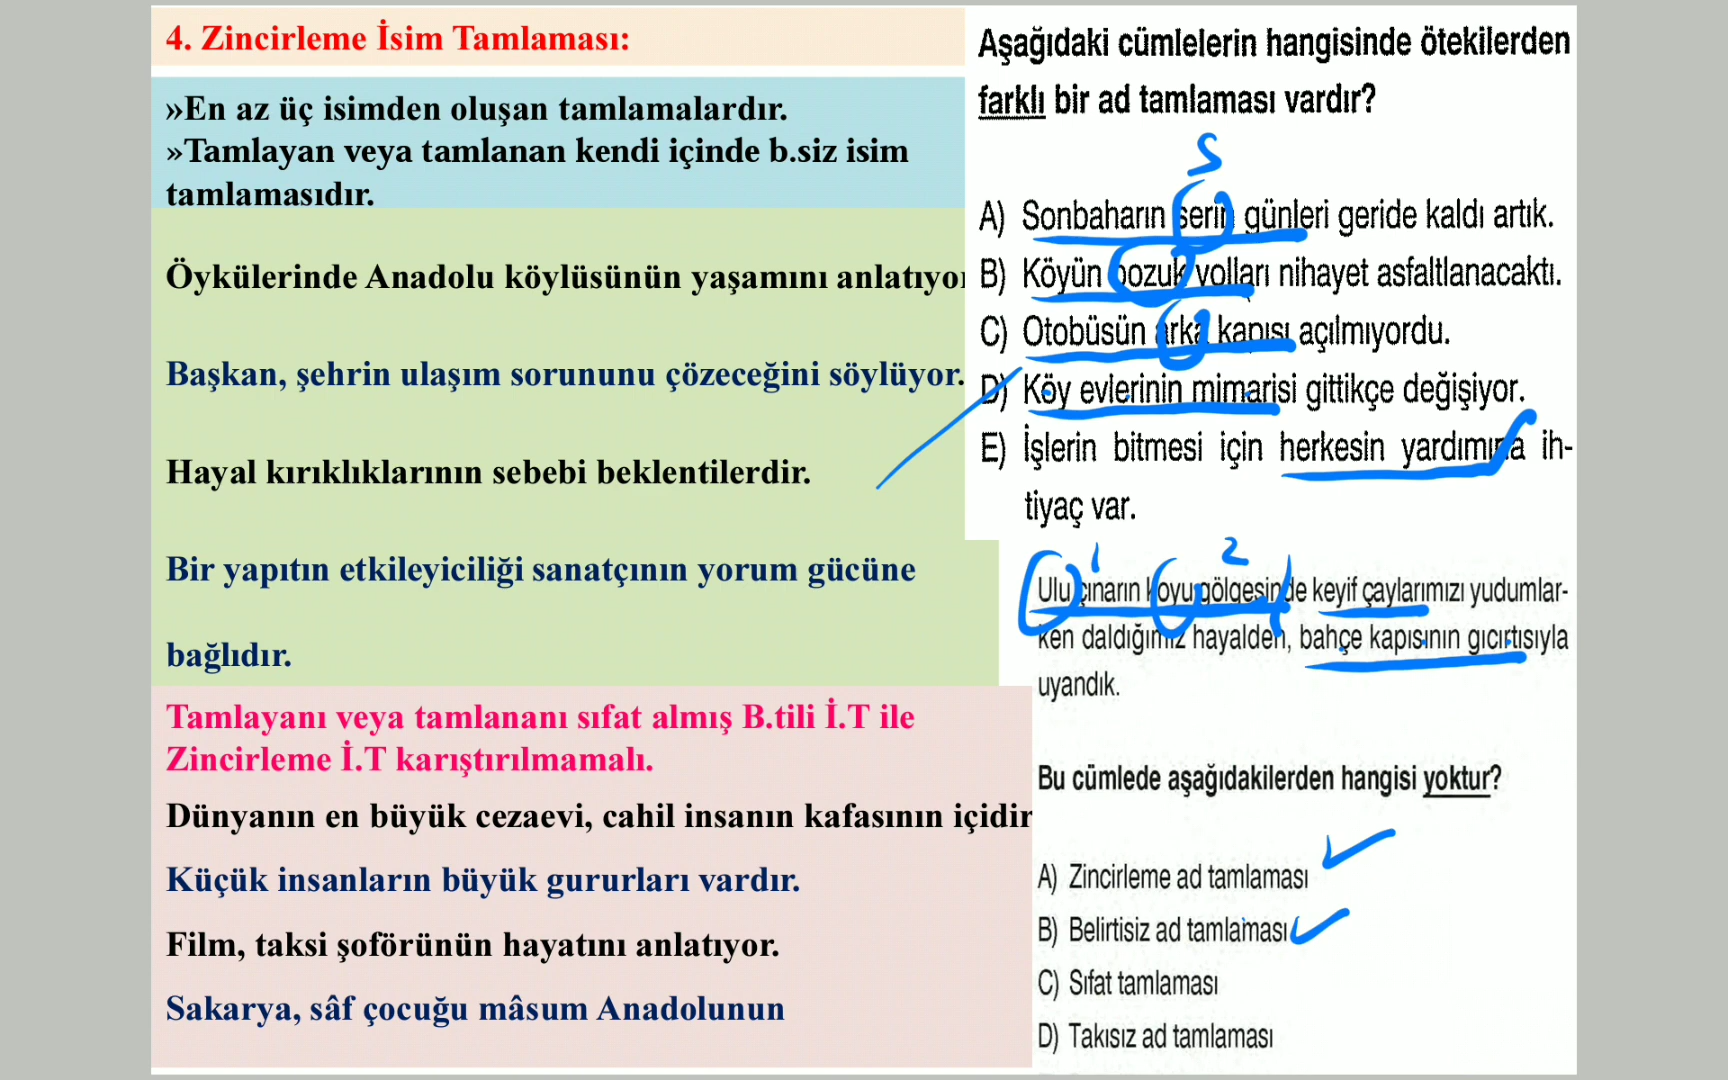 4. Zincirleme İsim Tamlaması:
»En az üç isimden oluşan tamlamalardır.
»Tamlayan veya tamlanan kendi içinde b.siz isim
tamlamasıdır.
Öykülerinde Anadolu köylüsünün yaşamını anlatıyor
Başkan, şehrin ulaşım sorununu çözeceğini söylüyor.
Hayal kırıklıklarının sebebi beklentilerdir.
Bir yapıtın etkileyiciliği sanatçının yorum gücüne
bağlıdır.
Tamlayanı veya tamlananı sıfat almış B.tili İ.T ile
Zincirleme İ.T karıştırılmamalı.
Dünyanın en büyük cezaevi, cahil insanın kafasının içidir
Küçük insanların büyük gururları vardır.
Film, taksi şoförünün hayatını anlatıyor.
Sakarya, sâf çocuğu mâsum Anadolunun
Aşağıdaki cümlelerin hangisinde ötekilerden
farklı bir ad tamlaması vardır?
S
A) Sonbaharın serin günleri geride kaldı artık.
B) Köyün bozuk yolları nihayet asfaltlanacaktı.
C) Otobüsün arka kapısı açılmıyordu.
D) Köy evlerinin mimarisi gittikçe değişiyor.
E) İşlerin bitmesi için herkesin yardımına ih-
tiyaç var.
1 2
Ulu çınarın koyu gölgesinde keyif çaylarımızı yudumlar-
ken daldığımız hayalden, bahçe kapısının gıcırtısıyla
uyandık.
Bu cümlede aşağıdakilerden hangisi yoktur?
A) Zincirleme ad tamlaması
B) Belirtisiz ad tamlaması
C) Sıfat tamlaması
D) Takısız ad tamlaması